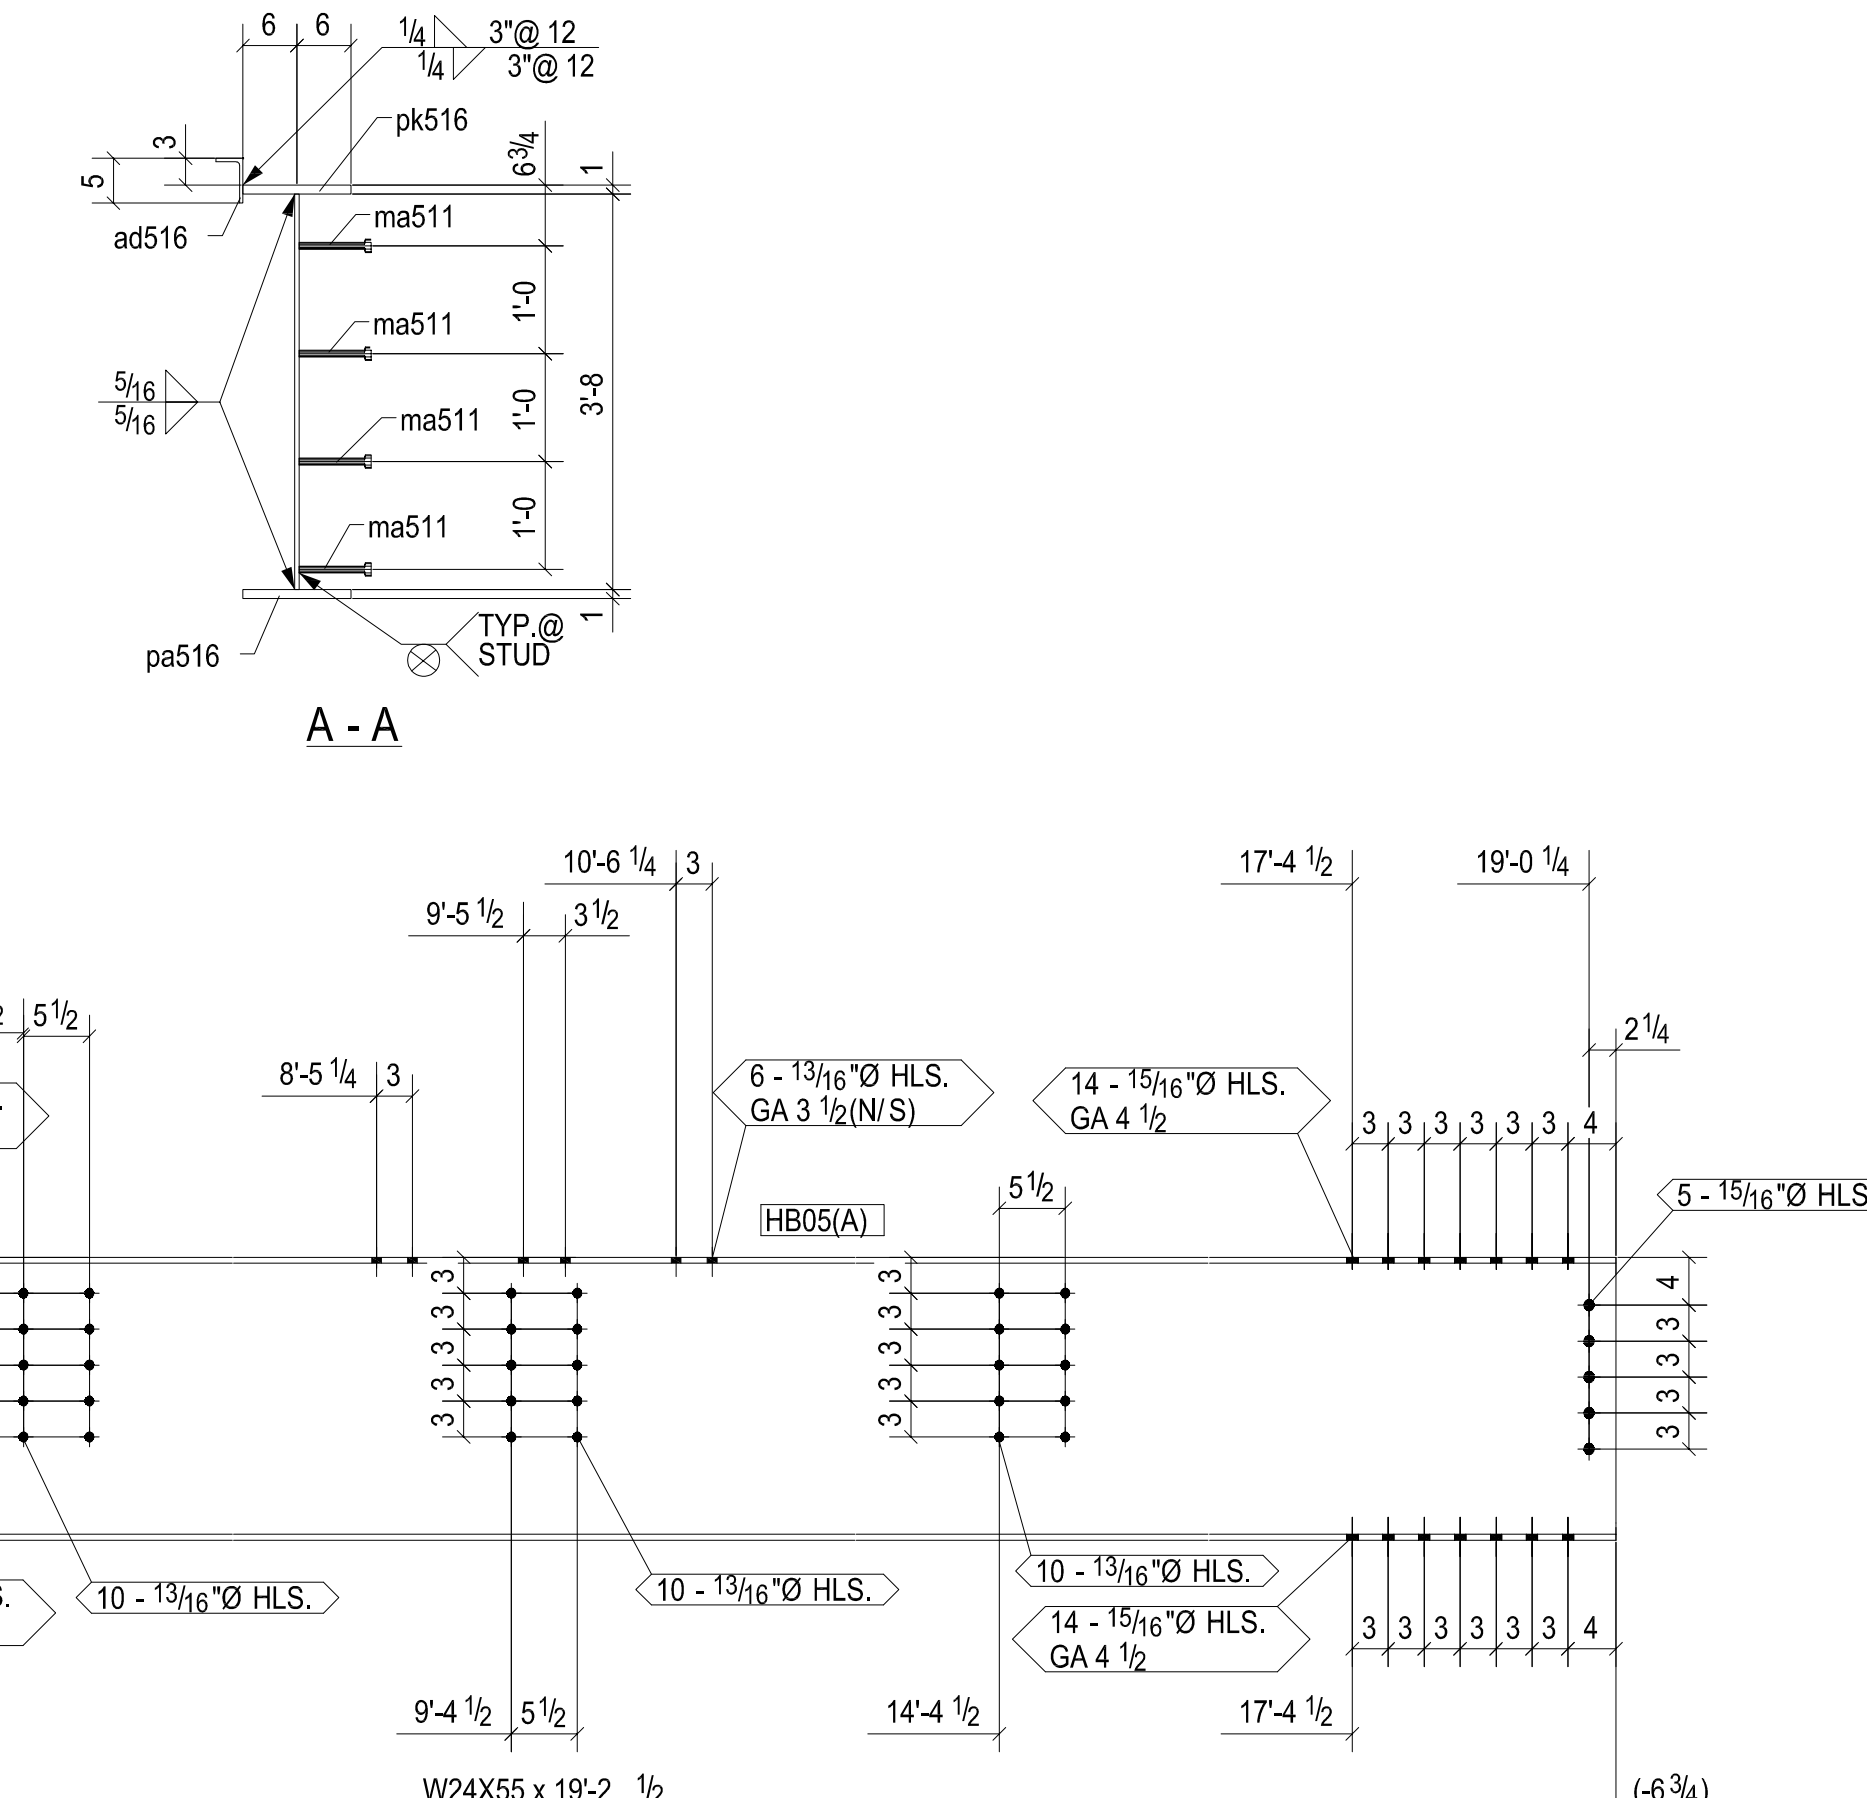 6 6
1/4 3"@ 12
1/4 3"@ 12
pk516
3
5
6 3/4
1
ad516
ma511
1'-0
ma511
5/16
5/16
1'-0
3'-8
ma511
1'-0
ma511
1
TYP.@
STUD
pa516
A - A
10'-6 1/4 3
17'-4 1/2
19'-0 1/4
9'-5 1/2 3 1/2
5 1/2
2 1/4
8'-5 1/4 3
6 - 13/16"Ø HLS.
GA 3 1/2(N/S)
14 - 15/16"Ø HLS.
GA 4 1/2
3 3 3 3 3 3 4
5 1/2
5 - 15/16"Ø HLS
HB05(A)
3
3
3
3
3
3
3
3
3
3
4
3
3
3
3
10 - 13/16"Ø HLS.
10 - 13/16"Ø HLS.
10 - 13/16"Ø HLS.
14 - 15/16"Ø HLS.
GA 4 1/2
3 3 3 3 3 3 4
9'-4 1/2 5 1/2
14'-4 1/2
17'-4 1/2
W24X55 x 19'-2 1/2
(-6 3/4)